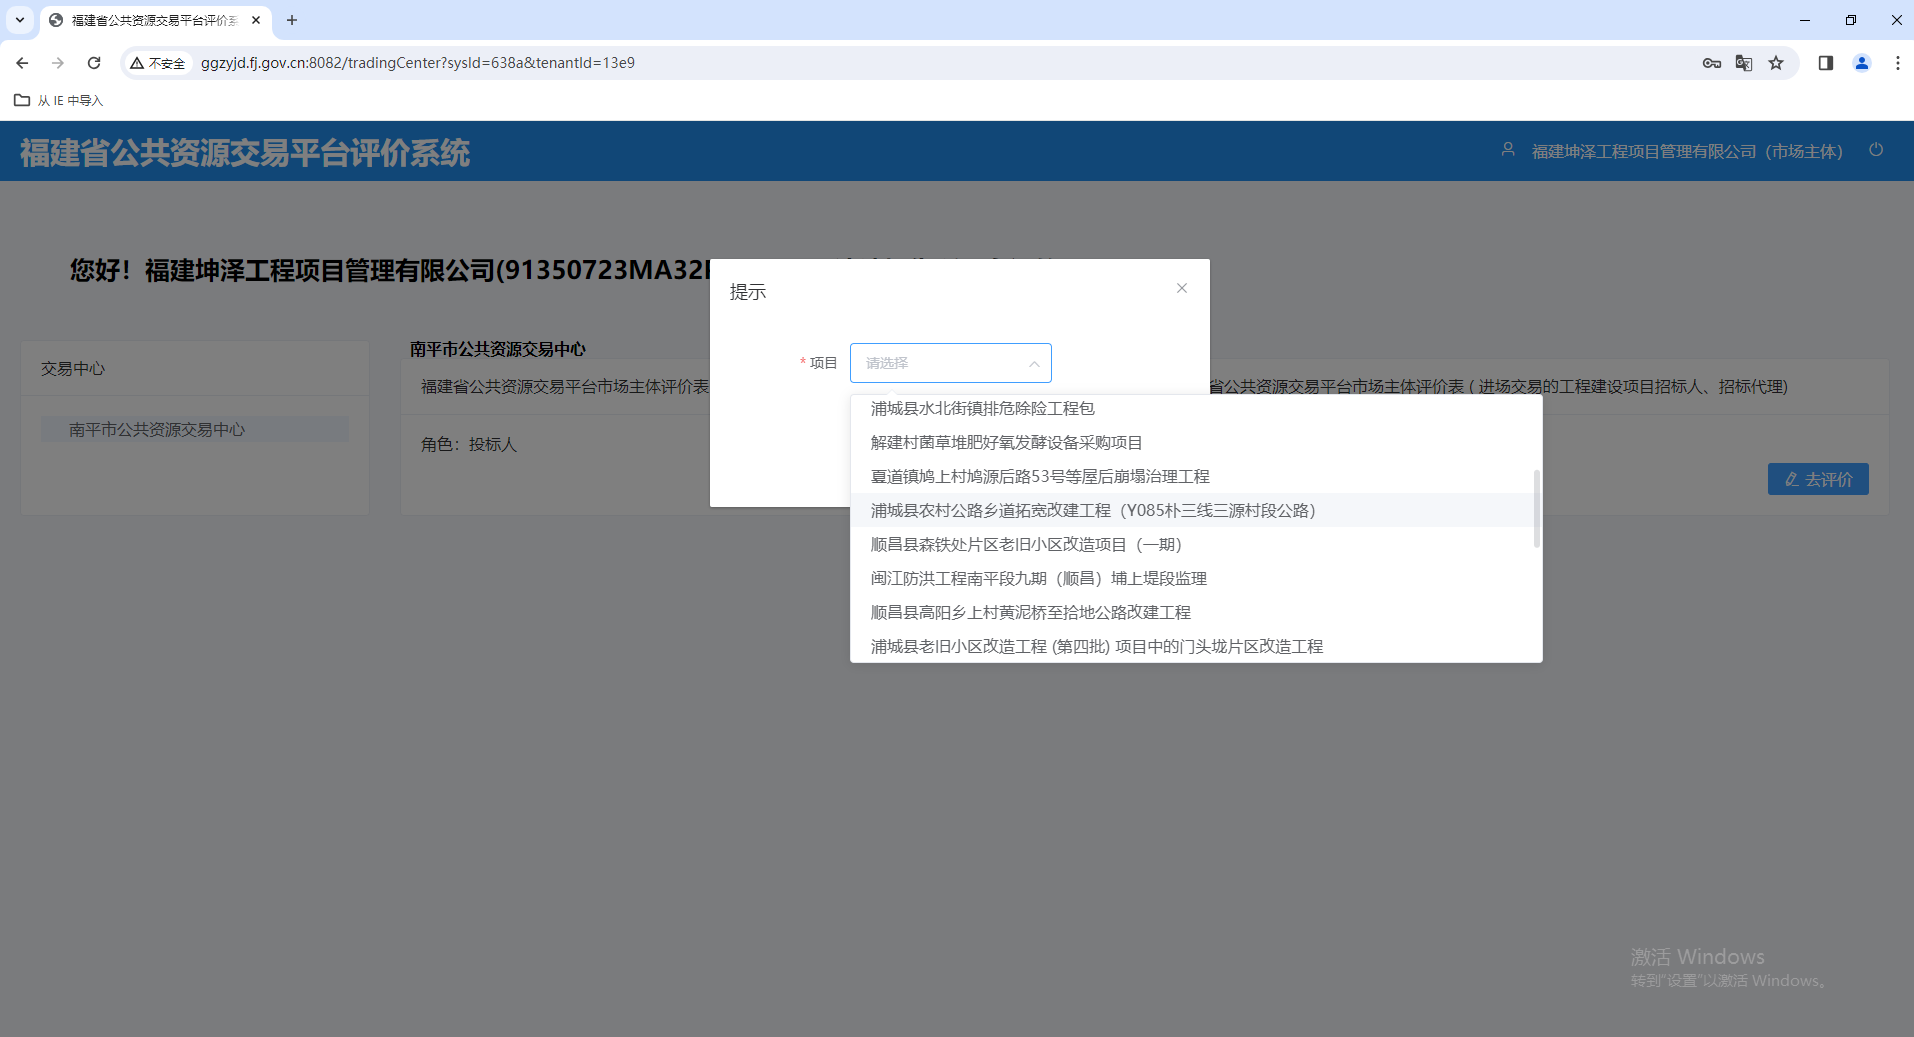 福建省公共资源交易平台评价系
不安全
ggzyjd.fj.gov.cn:8082/tradingCenter?sysId=638a&tenantId=13e9
从 IE 中导入
福建省公共资源交易平台评价系统
福建坤泽工程项目管理有限公司（市场主体）
您好！福建坤泽工程项目管理有限公司(91350723MA32
提示
交易中心
南平市公共资源交易中心
南平市公共资源交易中心
福建省公共资源交易平台市场主体评价表
角色：投标人
* 项目
请选择
省公共资源交易平台市场主体评价表 ( 进场交易的工程建设项目招标人、招标代理)
去评价
浦城县水北街镇排危除险工程包
解建村菌草堆肥好氧发酵设备采购项目
夏道镇鸠上村鸠源后路53号等屋后崩塌治理工程
浦城县农村公路乡道拓宽改建工程（Y085朴三线三源村段公路）
顺昌县森铁处片区老旧小区改造项目（一期）
闽江防洪工程南平段九期（顺昌）埔上堤段监理
顺昌县高阳乡上村黄泥桥至拾地公路改建工程
浦城县老旧小区改造工程 (第四批) 项目中的门头垅片区改造工程
激活 Windows
转到"设置"以激活 Windows。